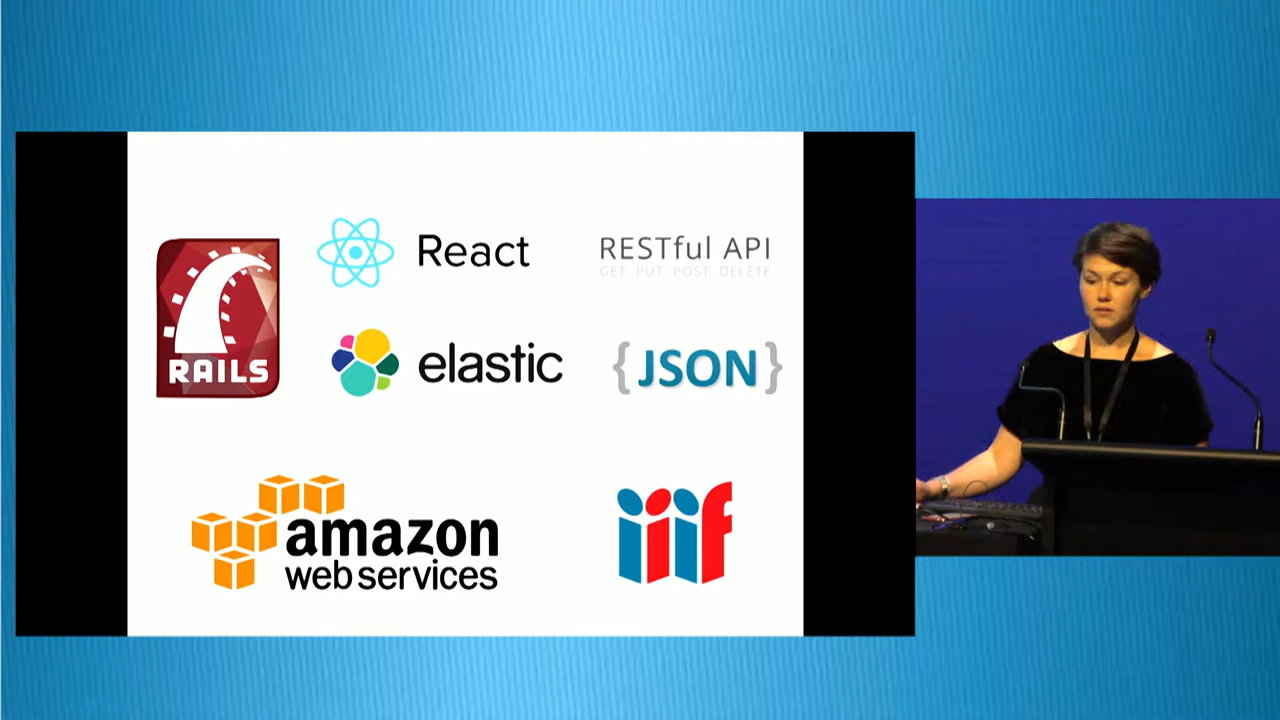 RAILS
React
RESTful API
GET PUT POST DELETE
elastic
{JSON}
amazon
web services
iiif